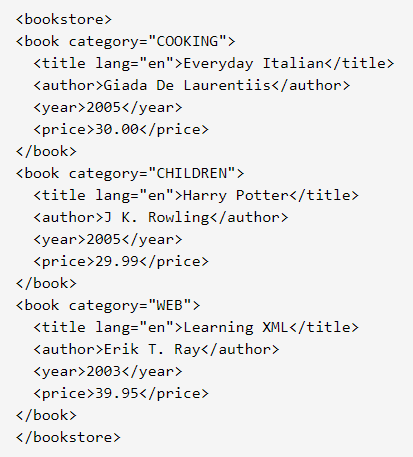 <bookstore>
<book category="COOKING">
  <title lang="en">Everyday Italian</title>
  <author>Giada De Laurentiis</author>
  <year>2005</year>
  <price>30.00</price>
</book>
<book category="CHILDREN">
  <title lang="en">Harry Potter</title>
  <author>J K. Rowling</author>
  <year>2005</year>
  <price>29.99</price>
</book>
<book category="WEB">
  <title lang="en">Learning XML</title>
  <author>Erik T. Ray</author>
  <year>2003</year>
  <price>39.95</price>
</book>
</bookstore>